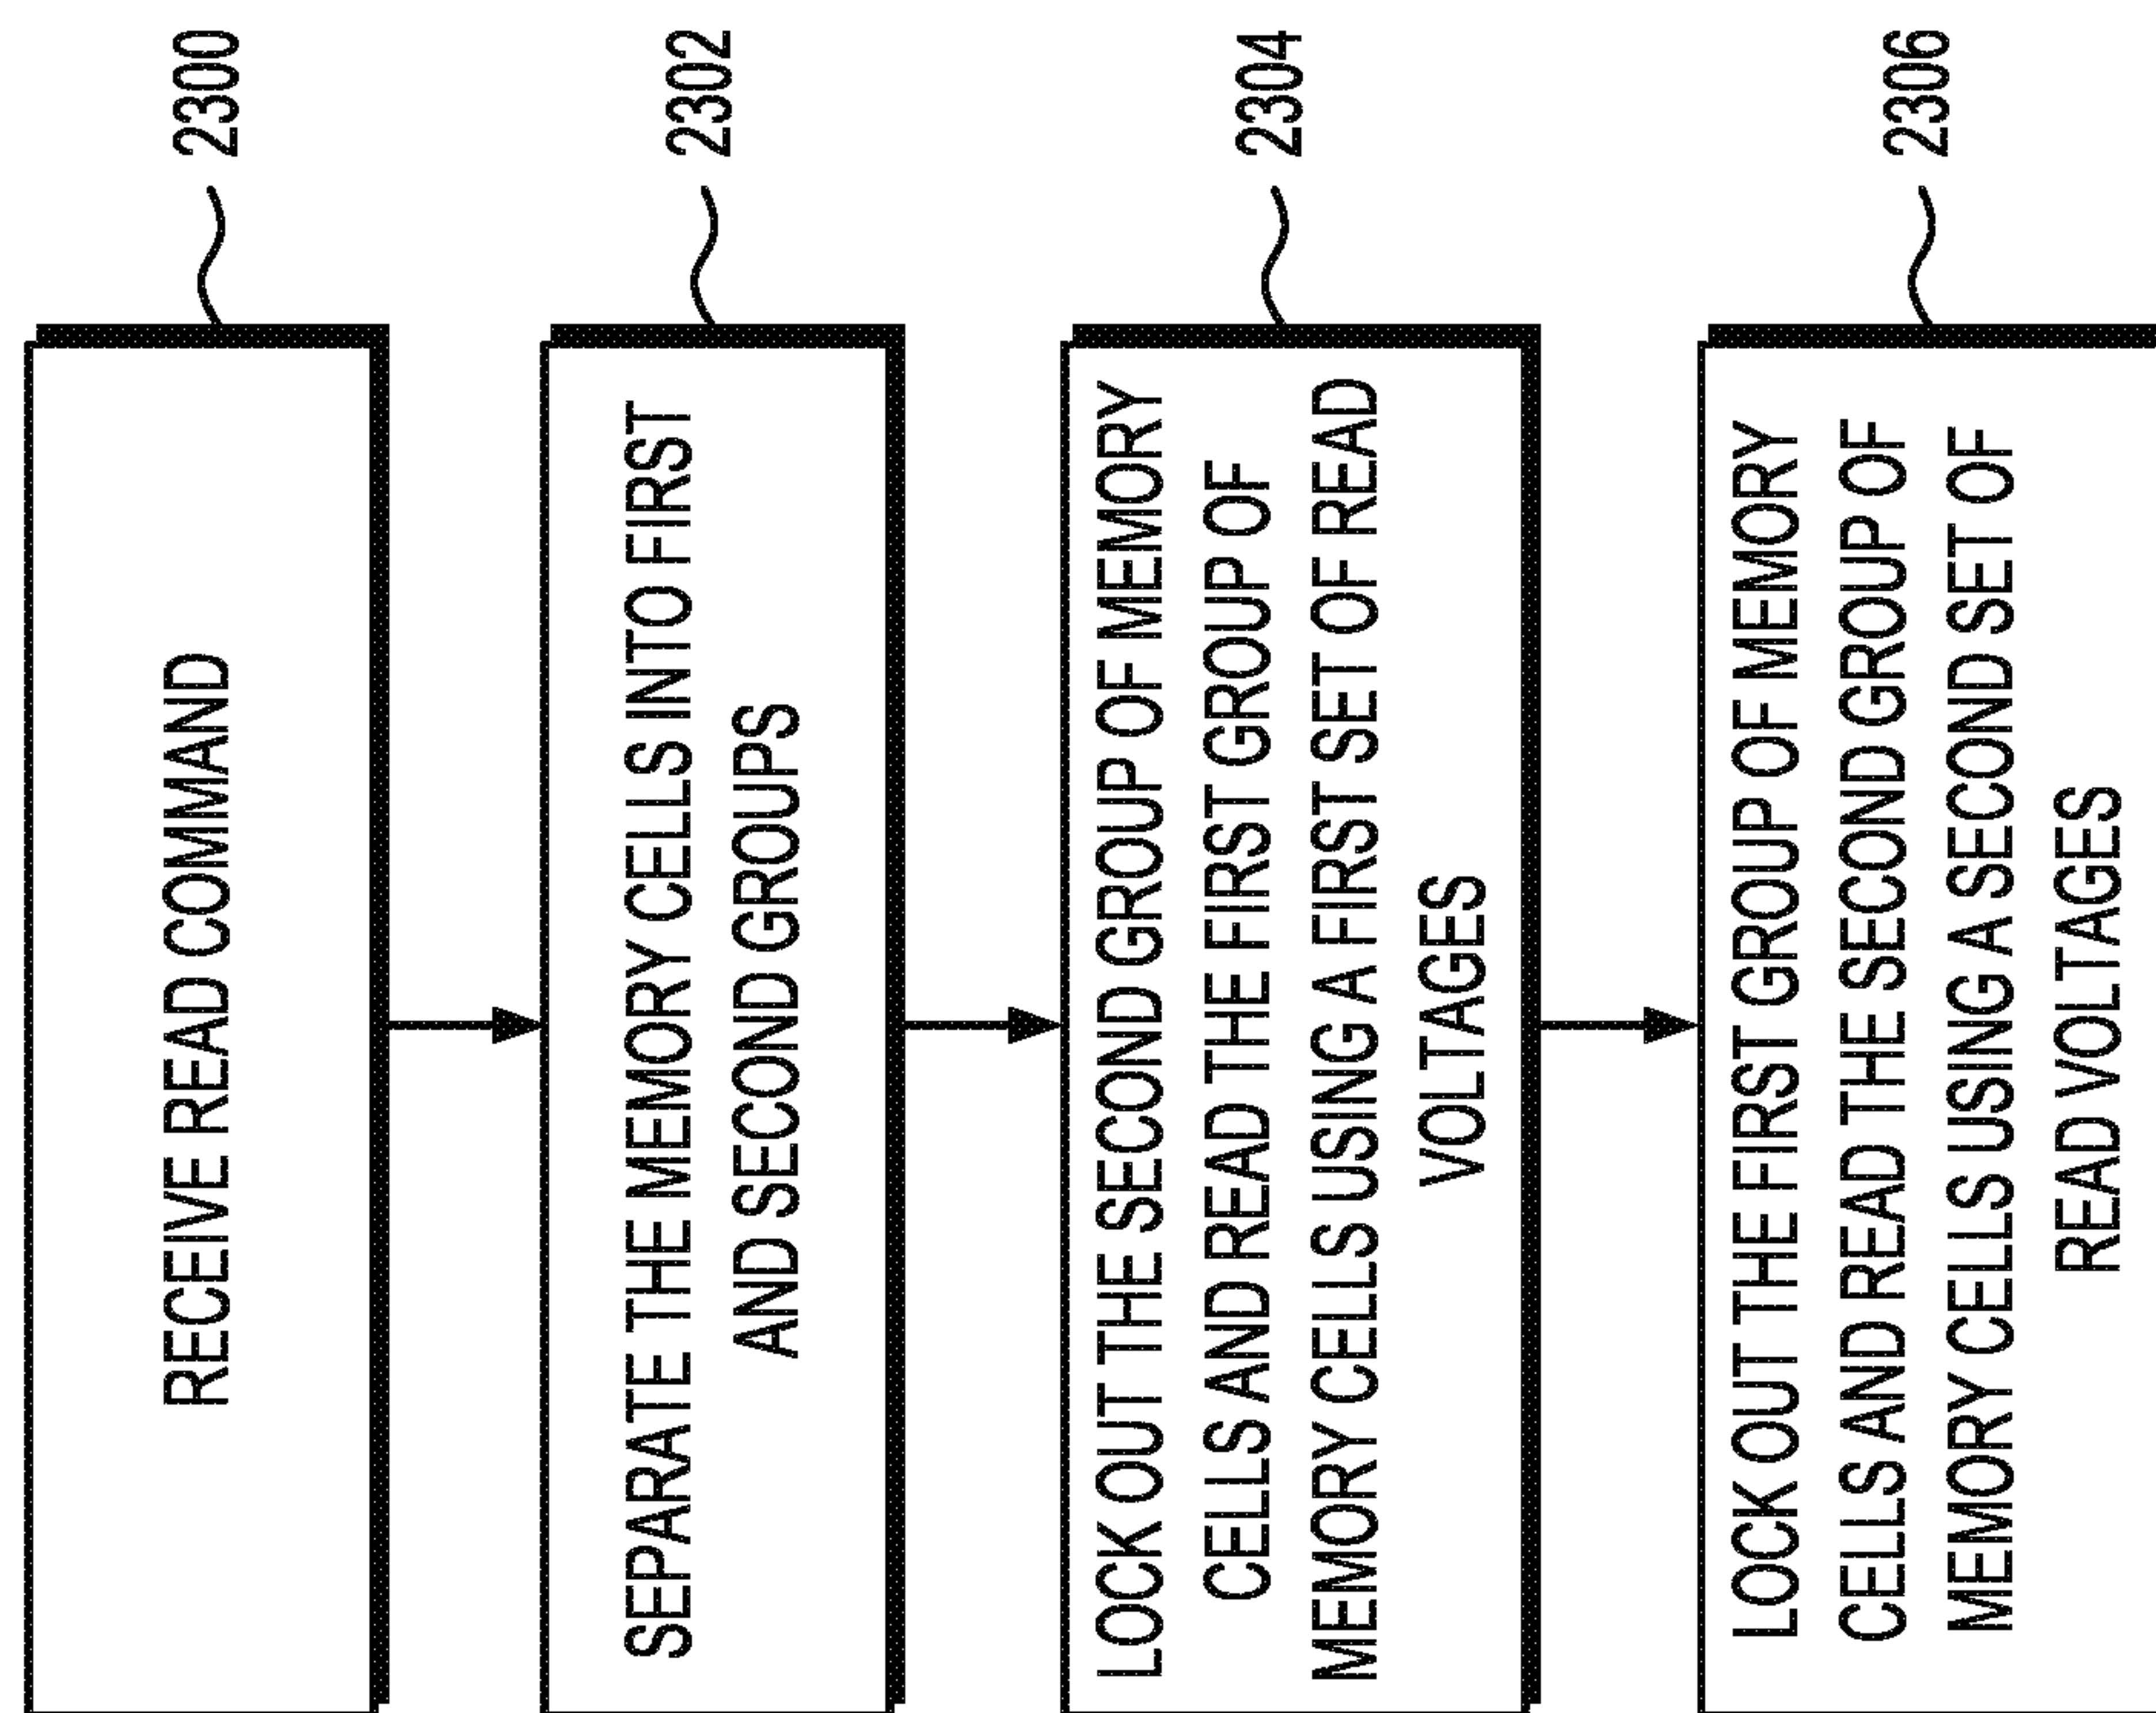 RECEIVE READ COMMAND
2300
SEPARATE THE MEMORY CELLS INTO FIRST
AND SECOND GROUPS
2302
LOCK OUT THE SECOND GROUP OF MEMORY
CELLS AND READ THE FIRST GROUP OF
MEMORY CELLS USING A FIRST SET OF READ
VOLTAGES
2304
LOCK OUT THE FIRST GROUP OF MEMORY
CELLS AND READ THE SECOND GROUP OF
MEMORY CELLS USING A SECOND SET OF
READ VOLTAGES
2306